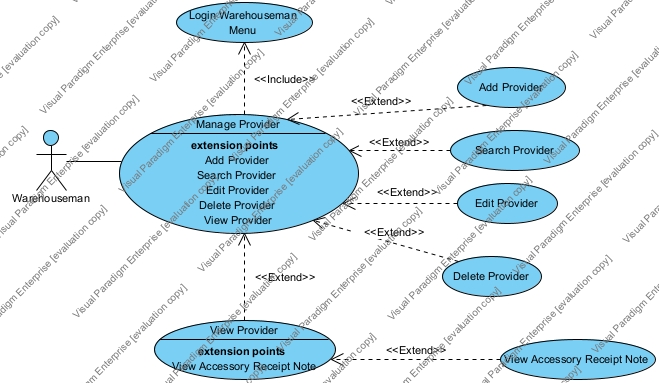 Login Warehouseman
Menu
<<Include>>
Add Provider
<<Extend>>
Manage Provider
extension points
Add Provider
Search Provider
Edit Provider
Delete Provider
View Provider
<<Extend>>
Search Provider
<<Extend>>
Edit Provider
Warehouseman
<<Extend>>
Delete Provider
<<Extend>>
View Provider
extension points
View Accessory Receipt Note
<<Extend>>
View Accessory Receipt Note
Visual Paradigm Enterprise [evaluation copy]